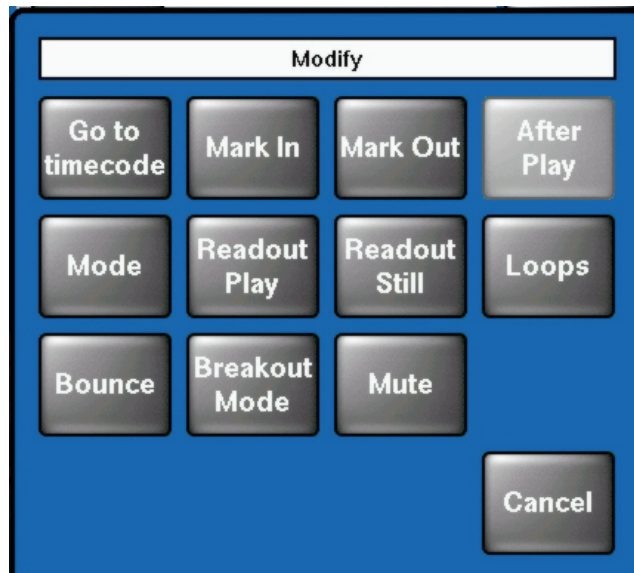 Modify
Go to
timecode
Mark In
Mark Out
After
Play
Mode
Readout
Play
Readout
Still
Loops
Bounce
Breakout
Mode
Mute
Cancel